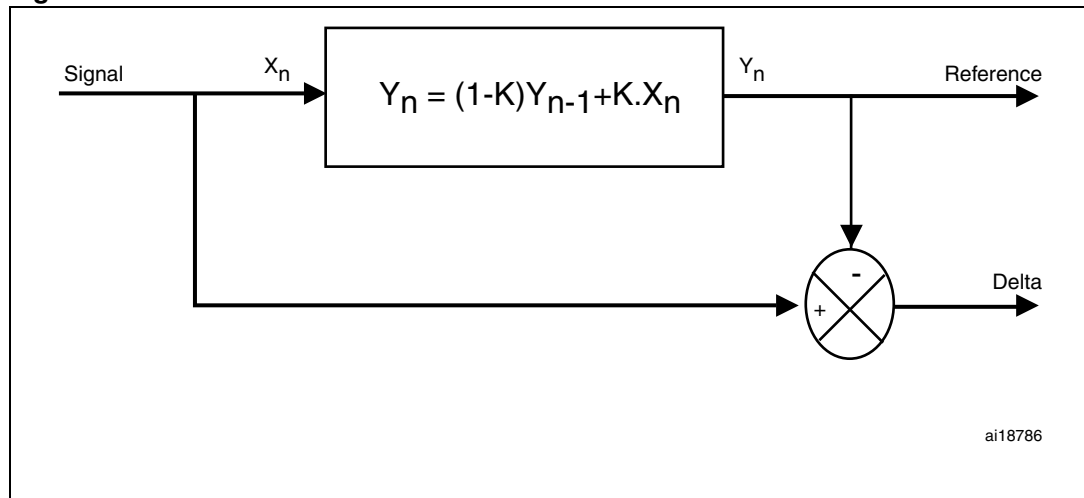 Signal
Xn
Yn = (1-K)Yn-1+K.Xn
Yn
Reference
-
+
Delta
ai18786